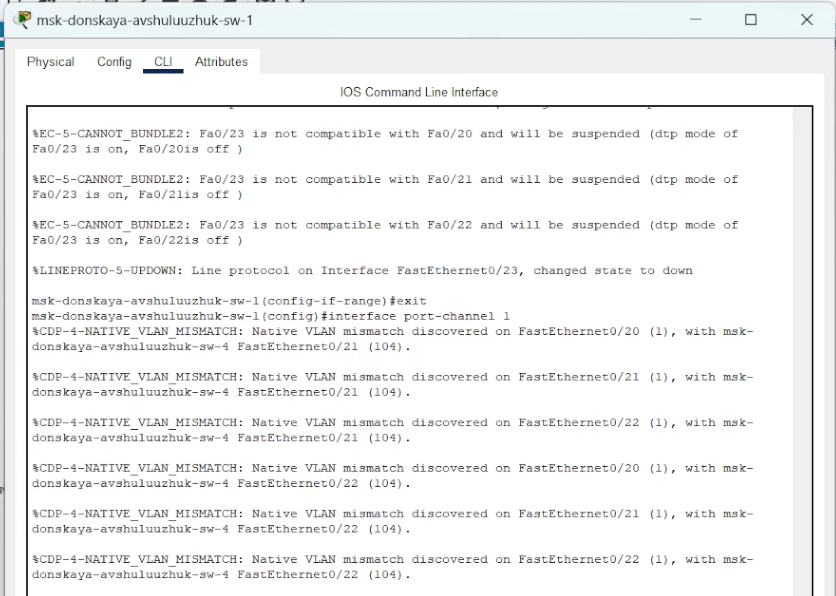 msk-donskaya-avshuluuzhuk-sw-1
Physical Config CLI Attributes
IOS Command Line Interface
%EC-5-CANNOT_BUNDLE2: Fa0/23 is not compatible with Fa0/20 and will be suspended (dtp mode of
Fa0/23 is on, Fa0/20is off )
%EC-5-CANNOT_BUNDLE2: Fa0/23 is not compatible with Fa0/21 and will be suspended (dtp mode of
Fa0/23 is on, Fa0/21is off )
%EC-5-CANNOT_BUNDLE2: Fa0/23 is not compatible with Fa0/22 and will be suspended (dtp mode of
Fa0/23 is on, Fa0/22is off )
%LINEPROTO-5-UPDOWN: Line protocol on Interface FastEthernet0/23, changed state to down
msk-donskaya-avshuluuzhuk-sw-1(config-if-range)#exit
msk-donskaya-avshuluuzhuk-sw-1(config)#interface port-channel 1
%CDP-4-NATIVE_VLAN_MISMATCH: Native VLAN mismatch discovered on FastEthernet0/20 (1), with msk-
donskaya-avshuluuzhuk-sw-4 FastEthernet0/21 (104).
%CDP-4-NATIVE_VLAN_MISMATCH: Native VLAN mismatch discovered on FastEthernet0/21 (1), with msk-
donskaya-avshuluuzhuk-sw-4 FastEthernet0/21 (104).
%CDP-4-NATIVE_VLAN_MISMATCH: Native VLAN mismatch discovered on FastEthernet0/22 (1), with msk-
donskaya-avshuluuzhuk-sw-4 FastEthernet0/21 (104).
%CDP-4-NATIVE_VLAN_MISMATCH: Native VLAN mismatch discovered on FastEthernet0/20 (1), with msk-
donskaya-avshuluuzhuk-sw-4 FastEthernet0/22 (104).
%CDP-4-NATIVE_VLAN_MISMATCH: Native VLAN mismatch discovered on FastEthernet0/21 (1), with msk-
donskaya-avshuluuzhuk-sw-4 FastEthernet0/22 (104).
%CDP-4-NATIVE_VLAN_MISMATCH: Native VLAN mismatch discovered on FastEthernet0/22 (1), with msk-
donskaya-avshuluuzhuk-sw-4 FastEthernet0/22 (104).